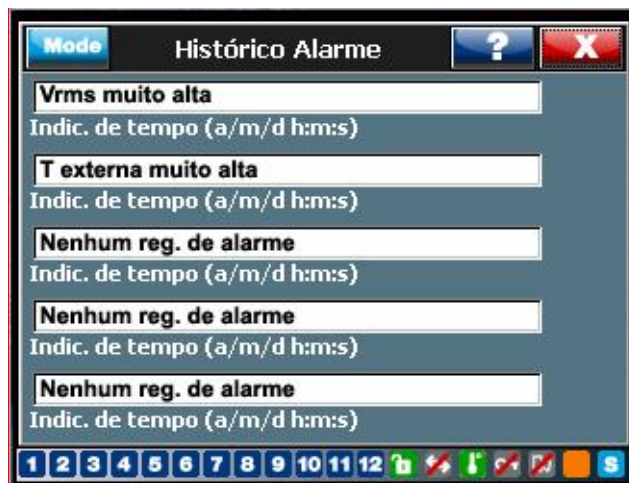 Mode Histórico Alarme ? X
Vrms muito alta
Indic. de tempo (a/m/d h:m:s)
T externa muito alta
Indic. de tempo (a/m/d h:m:s)
Nenhum reg. de alarme
Indic. de tempo (a/m/d h:m:s)
Nenhum reg. de alarme
Indic. de tempo (a/m/d h:m:s)
Nenhum reg. de alarme
Indic. de tempo (a/m/d h:m:s)
1 2 3 4 5 6 7 8 9 10 11 12 S